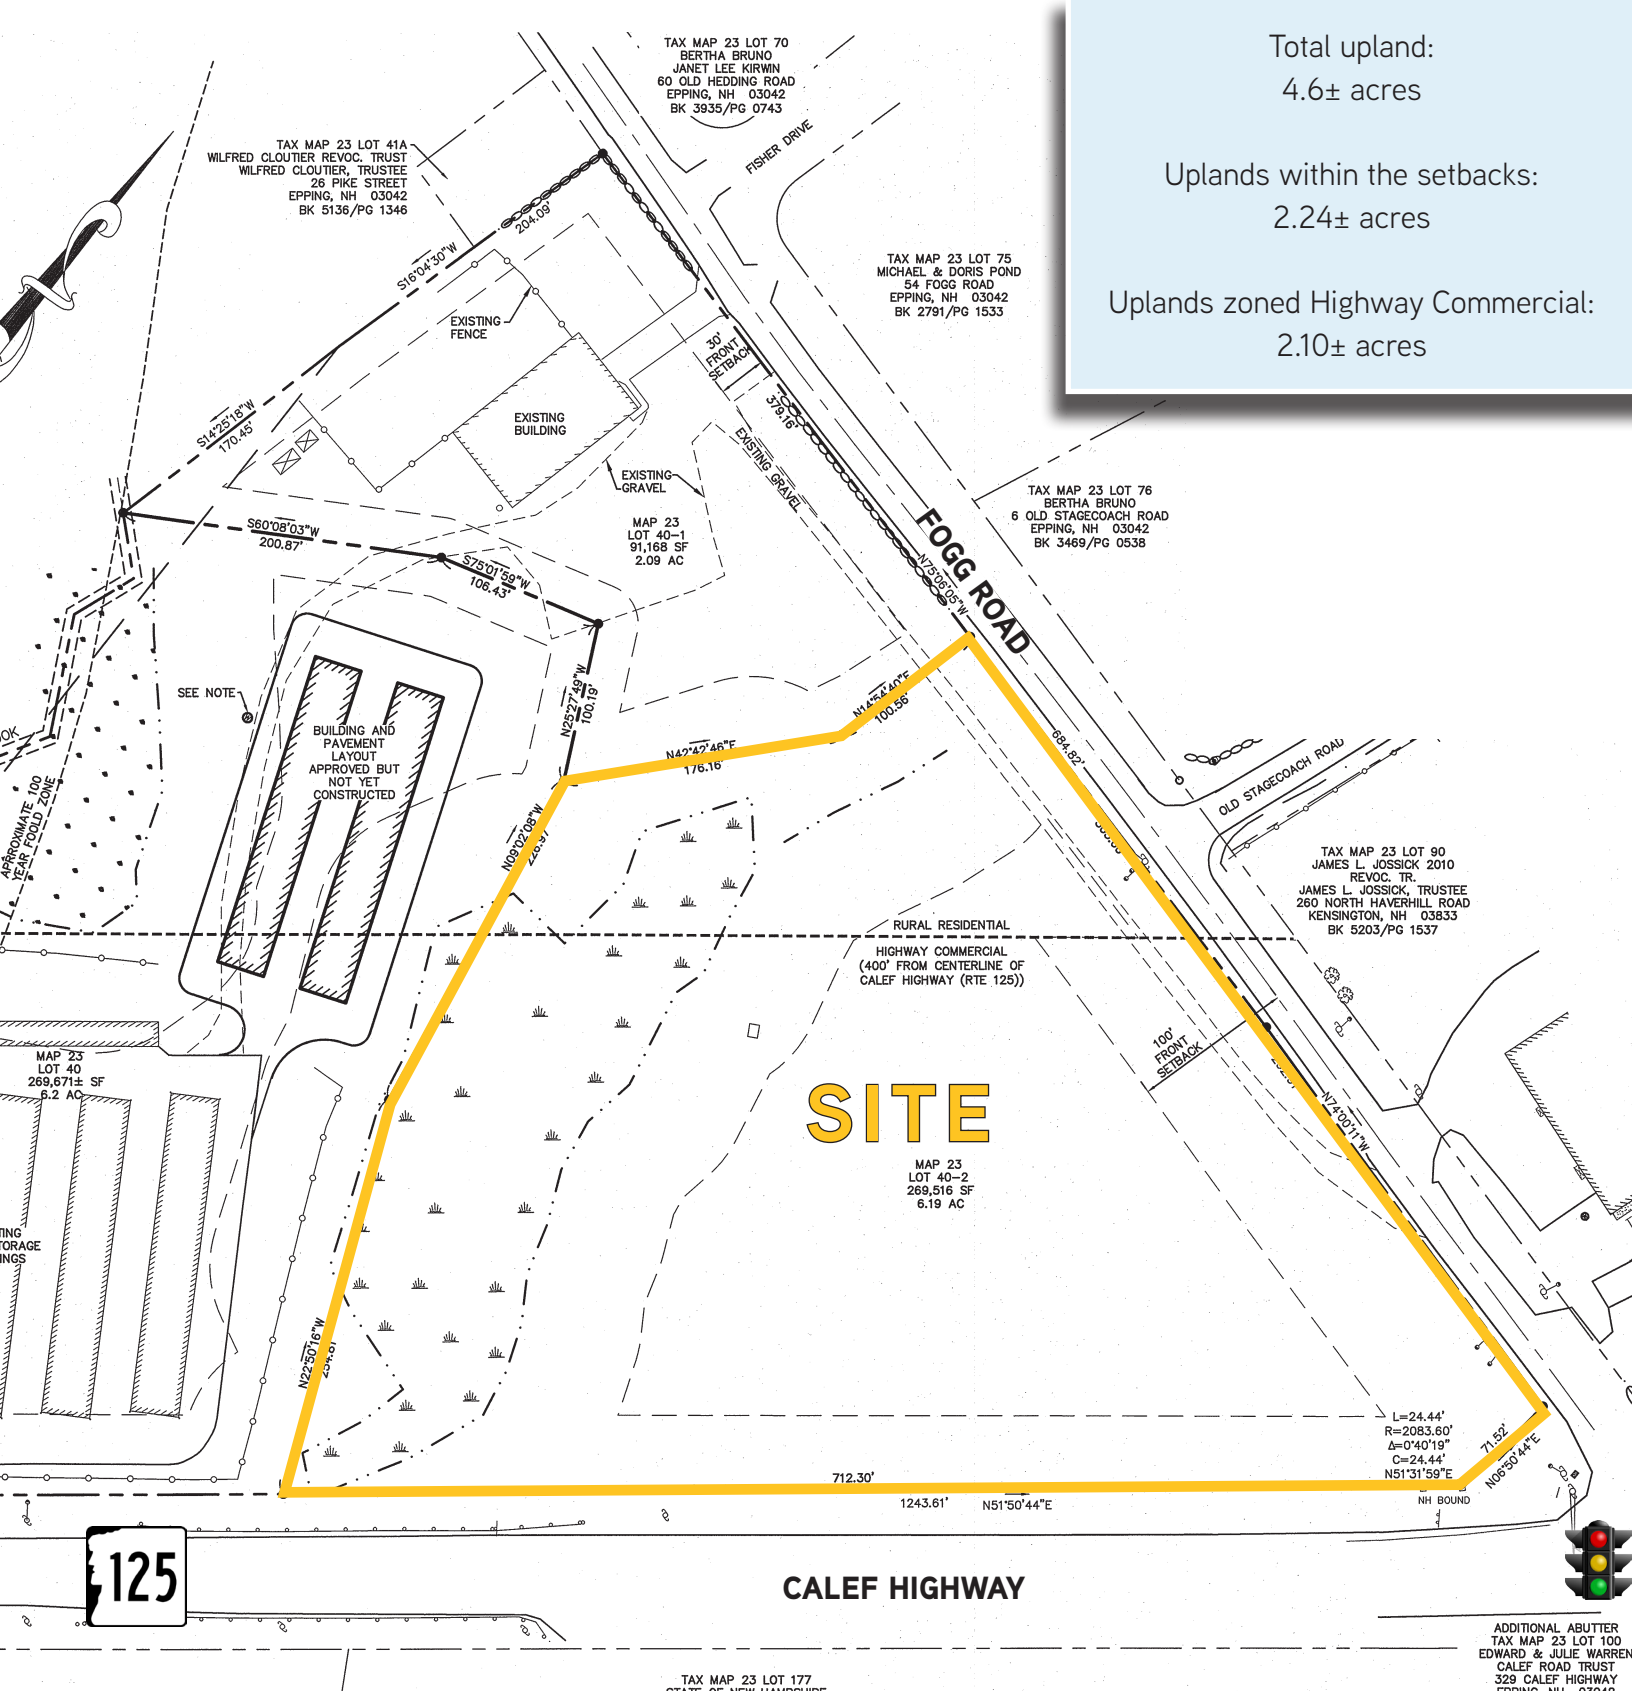 Total upland:
4.6± acres
Uplands within the setbacks:
2.24± acres
Uplands zoned Highway Commercial:
2.10± acres
TAX MAP 23 LOT 70
BERTHA BRUNO
JANET LEE KIRWIN
60 OLD HEDDING ROAD
EPPING, NH 03042
BK 3935/PG 0743
FISHER DRIVE
TAX MAP 23 LOT 41A
WILFRED CLOUTIER REVOC. TRUST
WILFRED CLOUTIER, TRUSTEE
26 PIKE STREET
EPPING, NH 03042
BK 5136/PG 1346
204.09'
S16°04'30"W
TAX MAP 23 LOT 75
MICHAEL & DORIS POND
54 FOGG ROAD
EPPING, NH 03042
BK 2791/PG 1533
EXISTING
FENCE
30'
FRONT
SETBACK
379.16'
S14°25'18"W
170.45'
EXISTING
BUILDING
EXISTING GRAVEL
EXISTING
GRAVEL
TAX MAP 23 LOT 76
BERTHA BRUNO
6 OLD STAGECOACH ROAD
EPPING, NH 03042
BK 3469/PG 0538
FOGG ROAD
N75°06'05"W
S60°08'03"W
200.87'
MAP 23
LOT 40-1
91,168 SF
2.09 AC
S75°01'59"W
106.43'
N25°27'49"W
100.19'
SEE NOTE
BUILDING AND
PAVEMENT
LAYOUT
APPROVED BUT
NOT YET
CONSTRUCTED
N14°54'40"E
100.56'
N42°42'46"E
176.16'
684.82'
OLD STAGECOACH ROAD
APRROXIMATE 100
YEAR FOOLD ZONE
N09°02'08"W
TAX MAP 23 LOT 90
JAMES L. JOSSICK 2010
REVOC. TR.
JAMES L. JOSSICK, TRUSTEE
260 NORTH HAVERHILL ROAD
KENSINGTON, NH 03833
BK 5203/PG 1537
RURAL RESIDENTIAL
HIGHWAY COMMERCIAL
(400' FROM CENTERLINE OF
CALEF HIGHWAY (RTE 125))
100'
FRONT
SETBACK
MAP 23
LOT 40
269,671± SF
6.2 AC
N74°00'11"W
SITE
MAP 23
LOT 40-2
269,516 SF
6.19 AC
N22°50'16"W
L=24.44'
R=2083.60'
Δ=0°40'19"
C=24.44'
N51°31'59"E
71.52'
N06°50'44"E
712.30'
1243.61'
N51°50'44"E
NH BOUND
125
CALEF HIGHWAY
ADDITIONAL ABUTTER
TAX MAP 23 LOT 100
EDWARD & JULIE WARREN
CALEF ROAD TRUST
329 CALEF HIGHWAY
TAX MAP 23 LOT 177